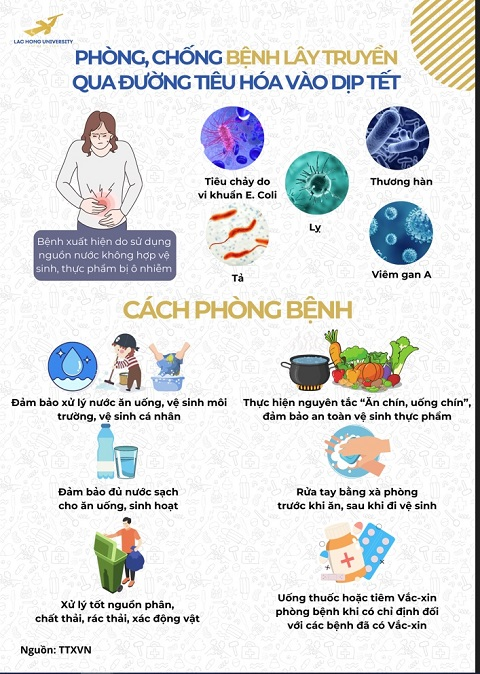 LAC HONG UNIVERSITY
PHÒNG, CHỐNG BỆNH LÂY TRUYỀN
QUA ĐƯỜNG TIÊU HÓA VÀO DỊP TẾT
Bệnh xuất hiện do sử dụng
nguồn nước không hợp vệ
sinh, thực phẩm bị ô nhiễm
Tiêu chảy do
vi khuẩn E. Coli
Thương hàn
Lỵ
Tả
Viêm gan A
CÁCH PHÒNG BỆNH
Đảm bảo xử lý nước ăn uống, vệ sinh môi
trường, vệ sinh cá nhân
Thực hiện nguyên tắc “Ăn chín, uống chín”,
đảm bảo an toàn vệ sinh thực phẩm
Đảm bảo đủ nước sạch
cho ăn uống, sinh hoạt
Rửa tay bằng xà phòng
trước khi ăn, sau khi đi vệ sinh
Xử lý tốt nguồn phân,
chất thải, rác thải, xác động vật
Uống thuốc hoặc tiêm Vắc-xin
phòng bệnh khi có chỉ định đối
với các bệnh đã có Vắc-xin
Nguồn: TTXVN